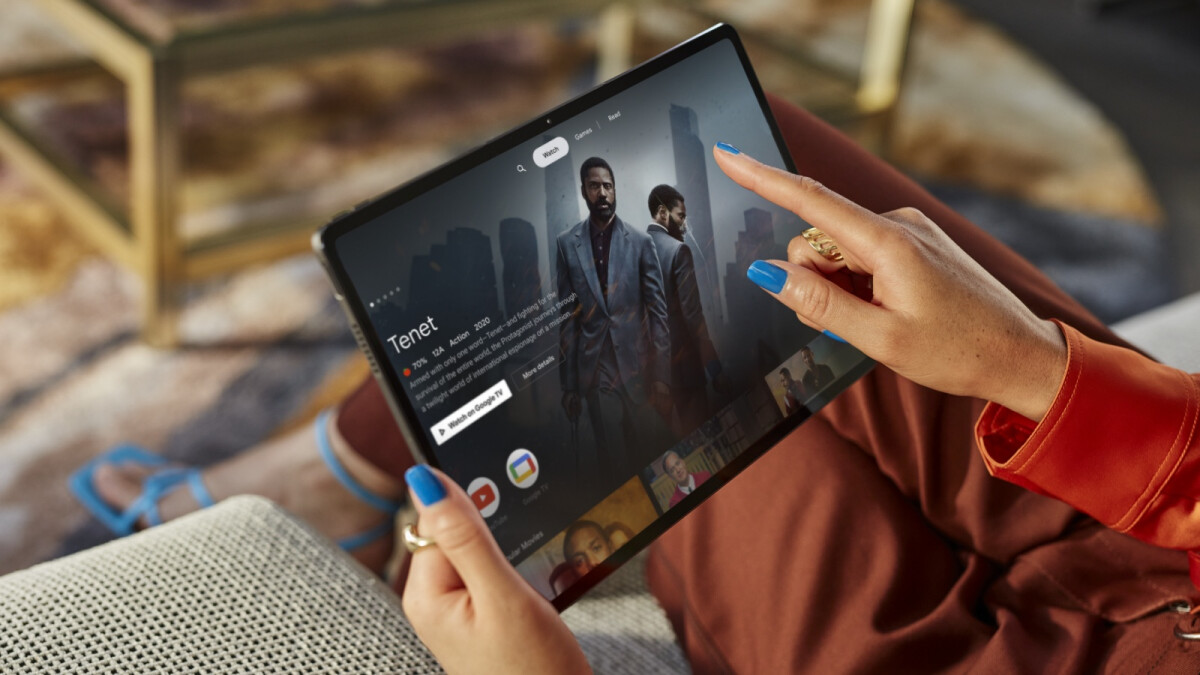 Watch
Games
Read
Tenet
70% 12A Action 2020
Armed with only one word—Tenet—and fighting for the
survival of the entire world, the Protagonist journeys through
a twilight world of international espionage on a mission...
Watch on Google TV
More details
Google TV
Movies